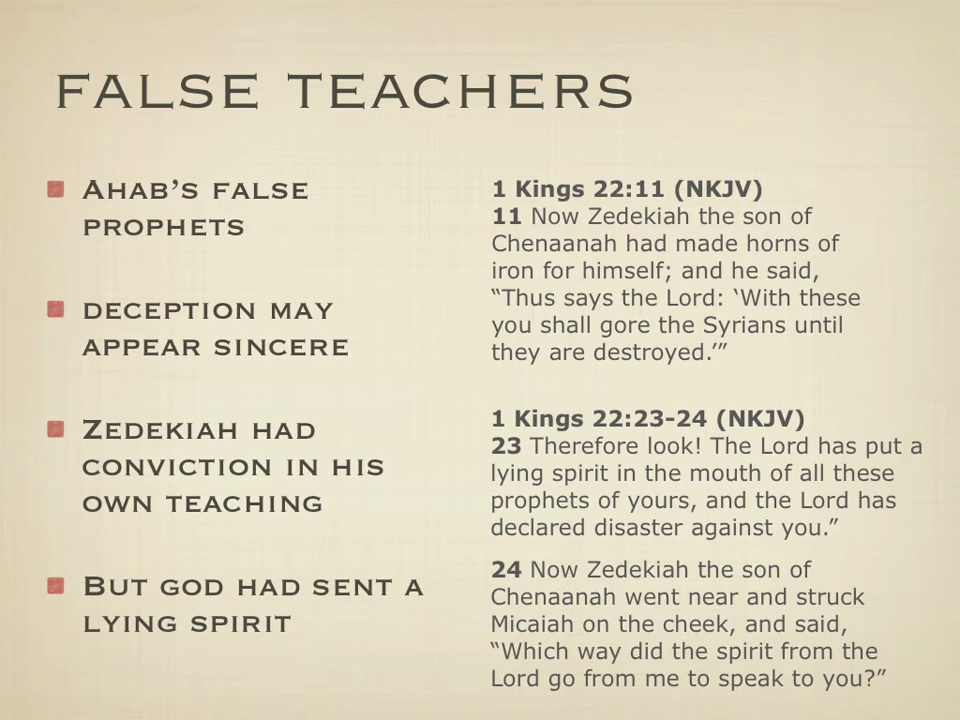 FALSE TEACHERS
AHAB’S FALSE
PROPHETS
DECEPTION MAY
APPEAR SINCERE
ZEDEKIAH HAD
CONVICTION IN HIS
OWN TEACHING
BUT GOD HAD SENT A
LYING SPIRIT
1 Kings 22:11 (NKJV)
11 Now Zedekiah the son of
Chenaanah had made horns of
iron for himself; and he said,
“Thus says the Lord: ‘With these
you shall gore the Syrians until
they are destroyed.’”
1 Kings 22:23-24 (NKJV)
23 Therefore look! The Lord has put a
lying spirit in the mouth of all these
prophets of yours, and the Lord has
declared disaster against you.”
24 Now Zedekiah the son of
Chenaanah went near and struck
Micaiah on the cheek, and said,
“Which way did the spirit from the
Lord go from me to speak to you?”